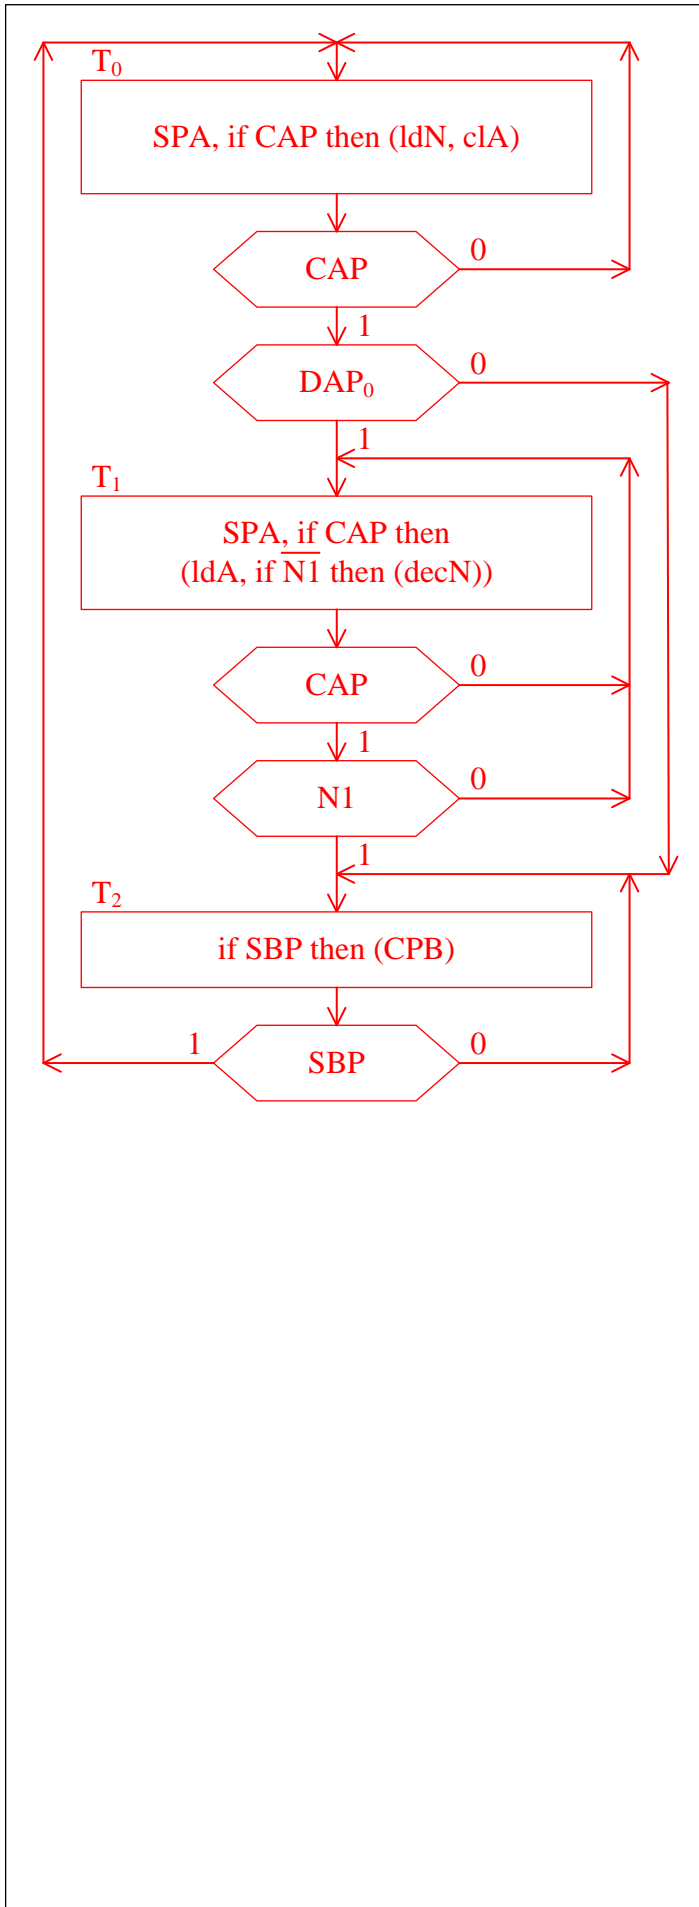 T₀
SPA, if CAP then (ldN, clA)
CAP
0
1
DAP₀
0
1
T₁
SPA, if CAP then
(ldA, if N̅1̅ then (decN))
CAP
0
1
N1
0
1
T₂
if SBP then (CPB)
1
SBP
0